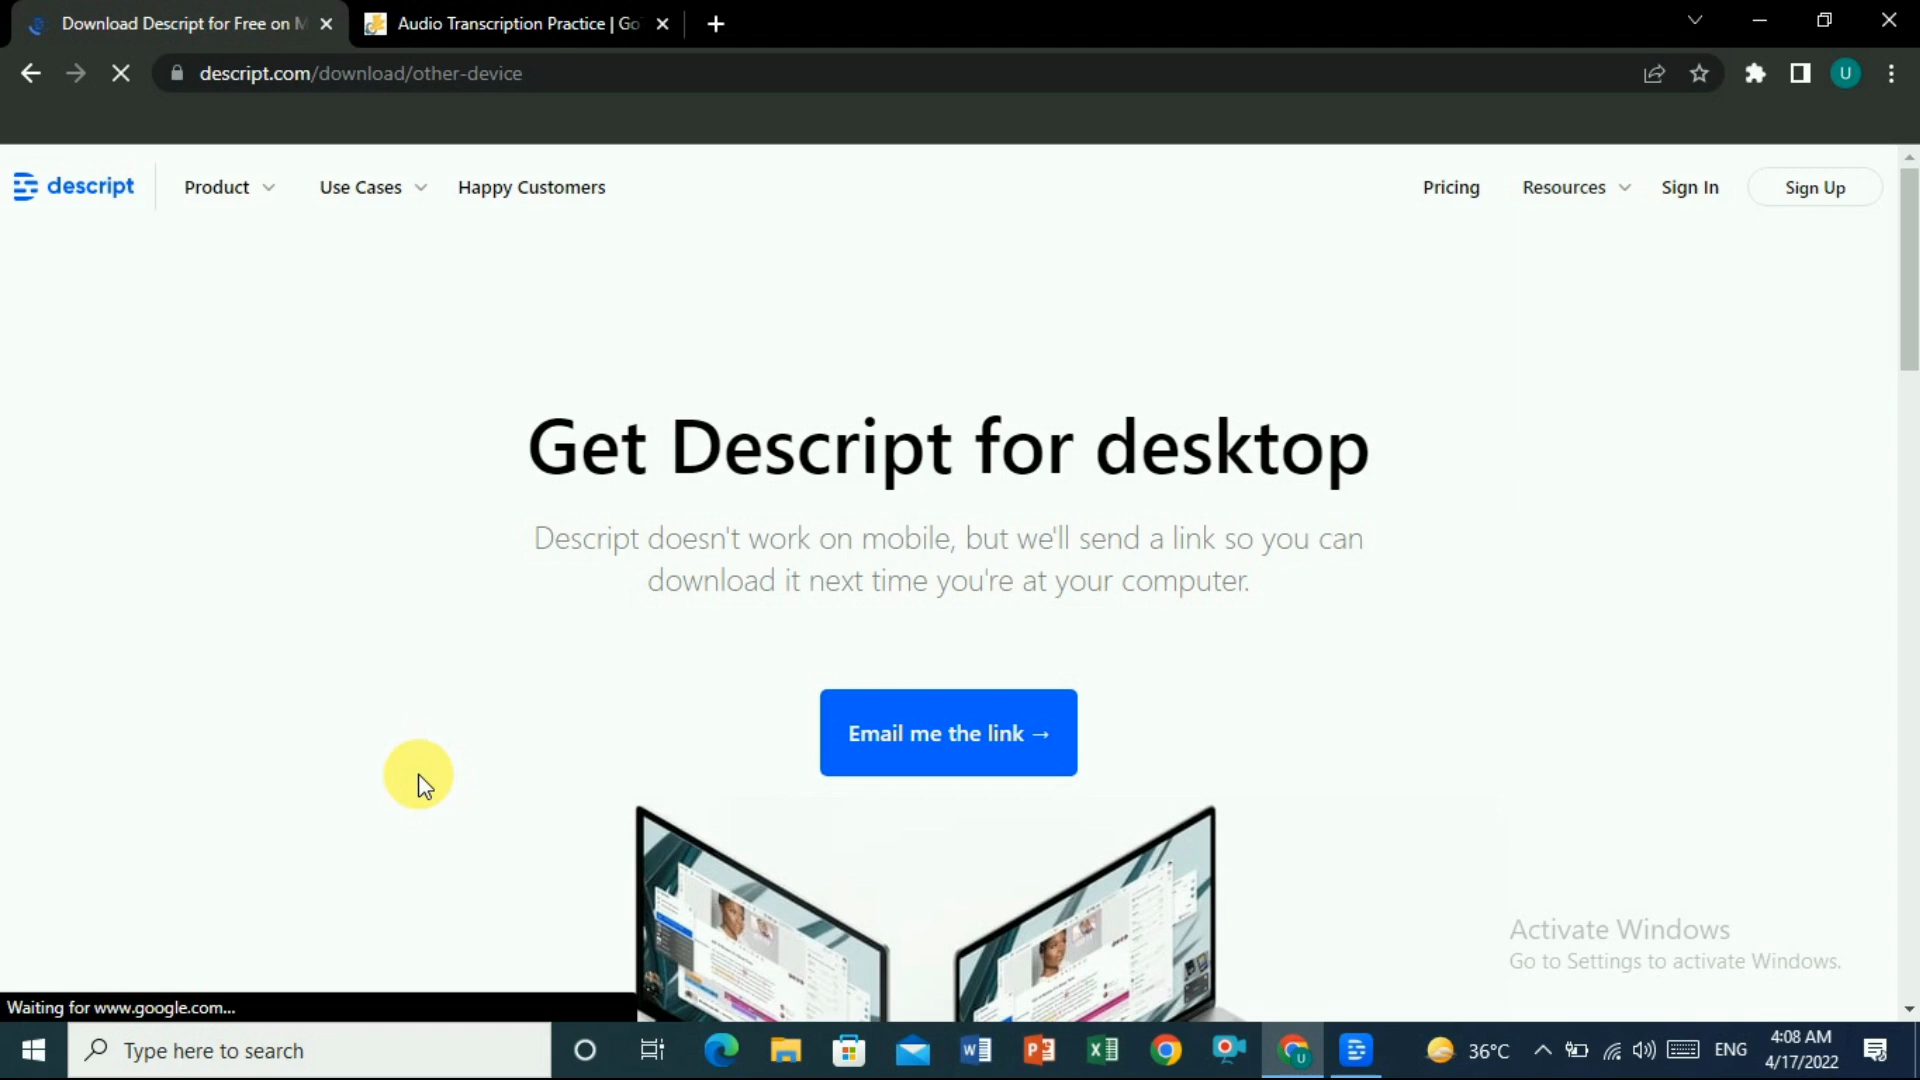 Download Descript for Free on M
Audio Transcription Practice | Go
descript.com/download/other-device
U
descript
Product
Use Cases
Happy Customers
Pricing
Resources
Sign In
Sign Up
Get Descript for desktop
Descript doesn't work on mobile, but we'll send a link so you can
download it next time you're at your computer.
Email me the link →
Activate Windows
Go to Settings to activate Windows.
Waiting for www.google.com...
Type here to search
36°C
ENG
4:08 AM
4/17/2022